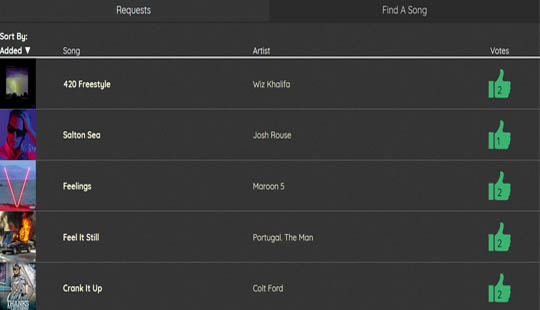 Requests Find A Song
Sort By:
Added ▼ Song Artist Votes
420 Freestyle Wiz Khalifa 2
Salton Sea Josh Rouse 1
Feelings Maroon 5 2
Feel It Still Portugal. The Man 2
Crank It Up Colt Ford 2
THANKS